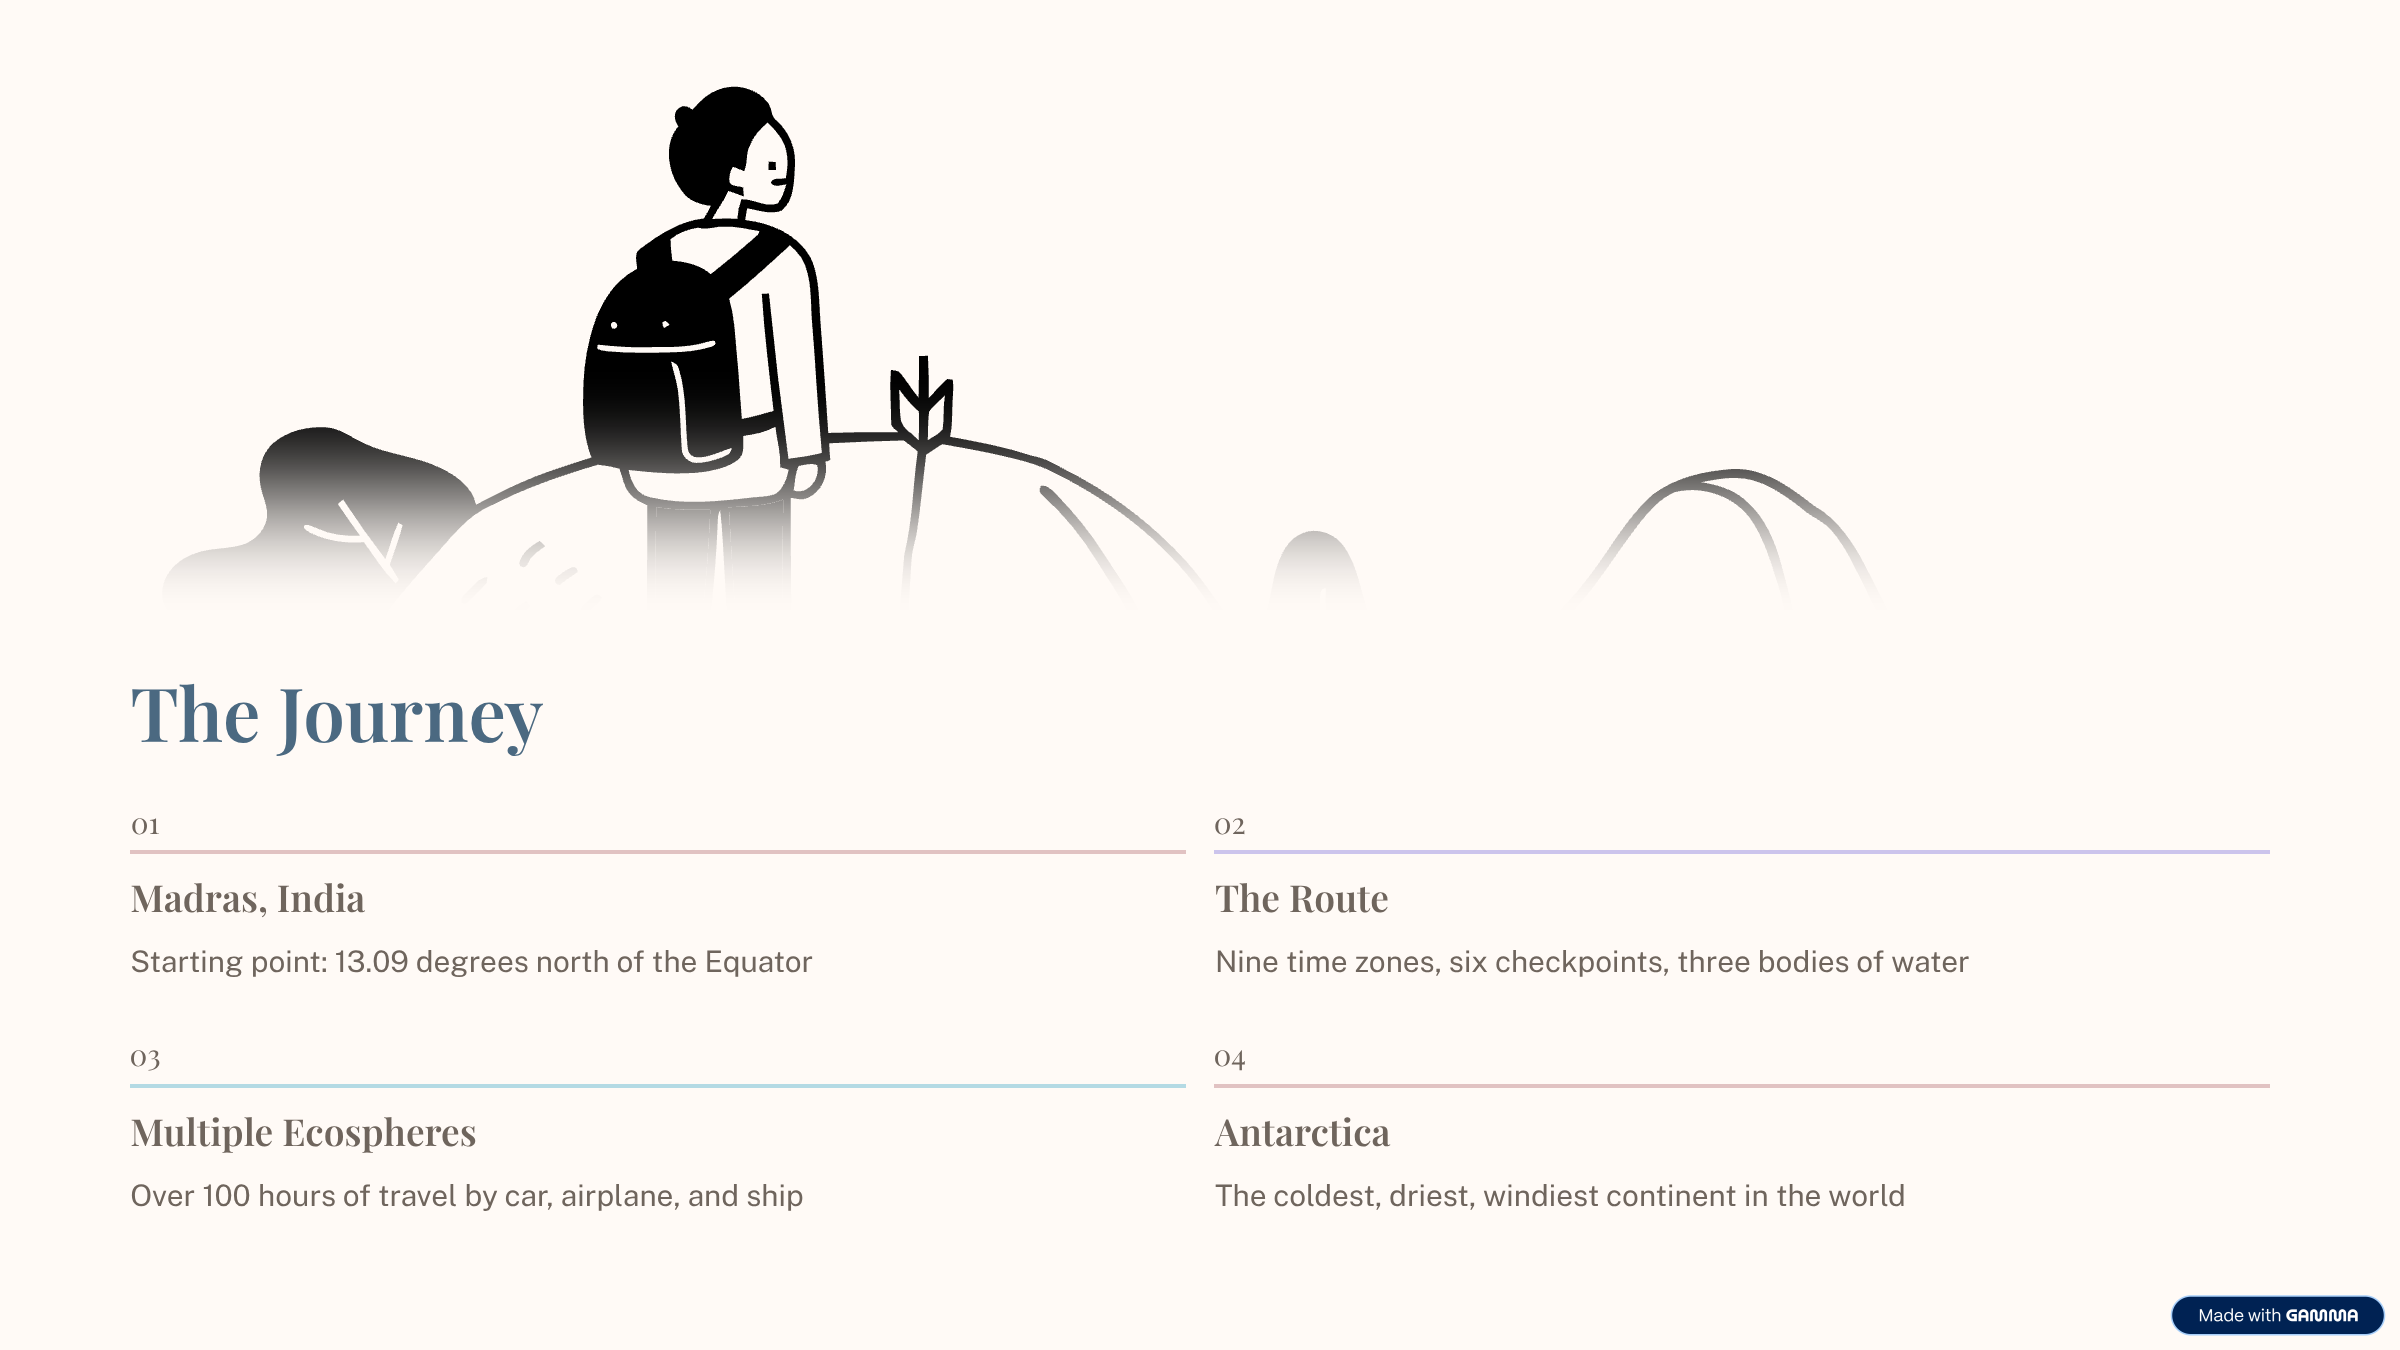 The Journey
01
Madras, India
Starting point: 13.09 degrees north of the Equator
02
The Route
Nine time zones, six checkpoints, three bodies of water
03
Multiple Ecospheres
Over 100 hours of travel by car, airplane, and ship
04
Antarctica
The coldest, driest, windiest continent in the world
Made with GAMMA